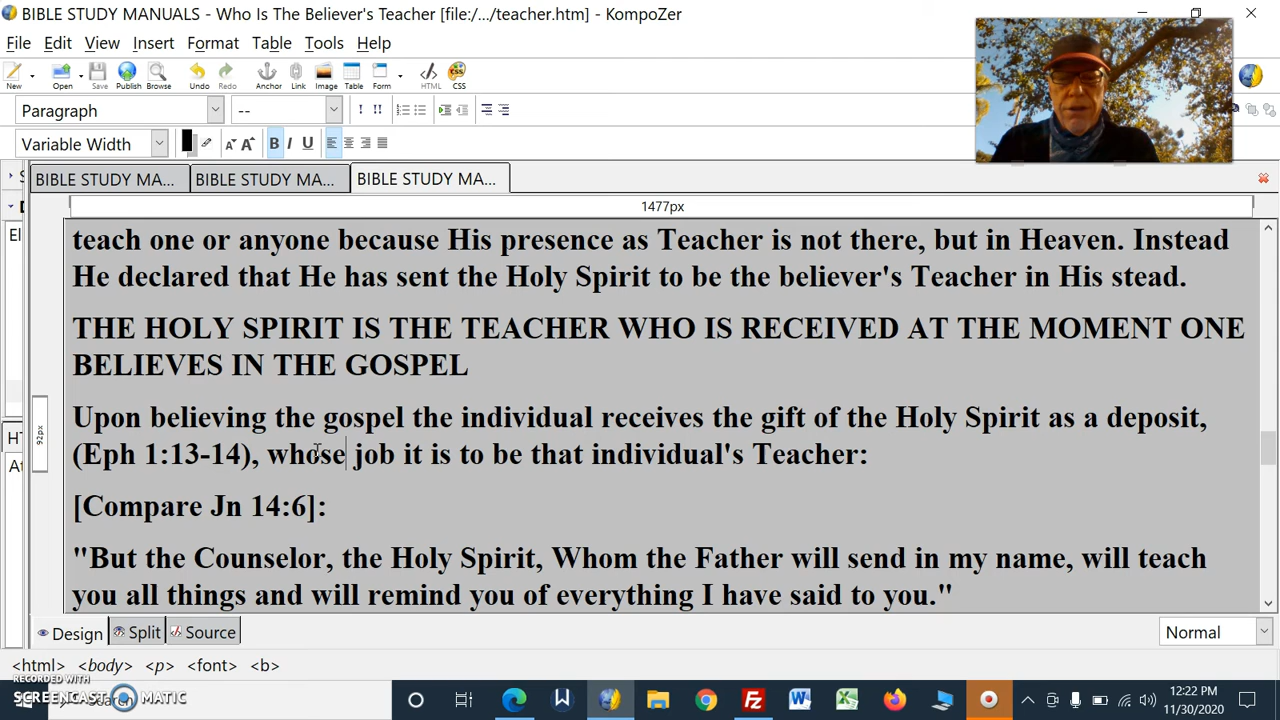 BIBLE STUDY MANUALS - Who Is The Believer's Teacher [file:/.../teacher.htm] - KompoZer
File Edit View Insert Format Table Tools Help
New Open Save Publish Browse Undo Redo Anchor Link Image Table Form HTML CSS
Paragraph --
Variable Width B I U
BIBLE STUDY MA... BIBLE STUDY MA... BIBLE STUDY MA...
1477px
teach one or anyone because His presence as Teacher is not there, but in Heaven. Instead
He declared that He has sent the Holy Spirit to be the believer's Teacher in His stead.
THE HOLY SPIRIT IS THE TEACHER WHO IS RECEIVED AT THE MOMENT ONE
BELIEVES IN THE GOSPEL
Upon believing the gospel the individual receives the gift of the Holy Spirit as a deposit,
(Eph 1:13-14), whose job it is to be that individual's Teacher:
[Compare Jn 14:6]:
"But the Counselor, the Holy Spirit, Whom the Father will send in my name, will teach
you all things and will remind you of everything I have said to you."
92px
Design Split Source Normal
<html> <body> <p> <font> <b>
RECORDED WITH
SCREENCAST MATIC
12:22 PM
11/30/2020